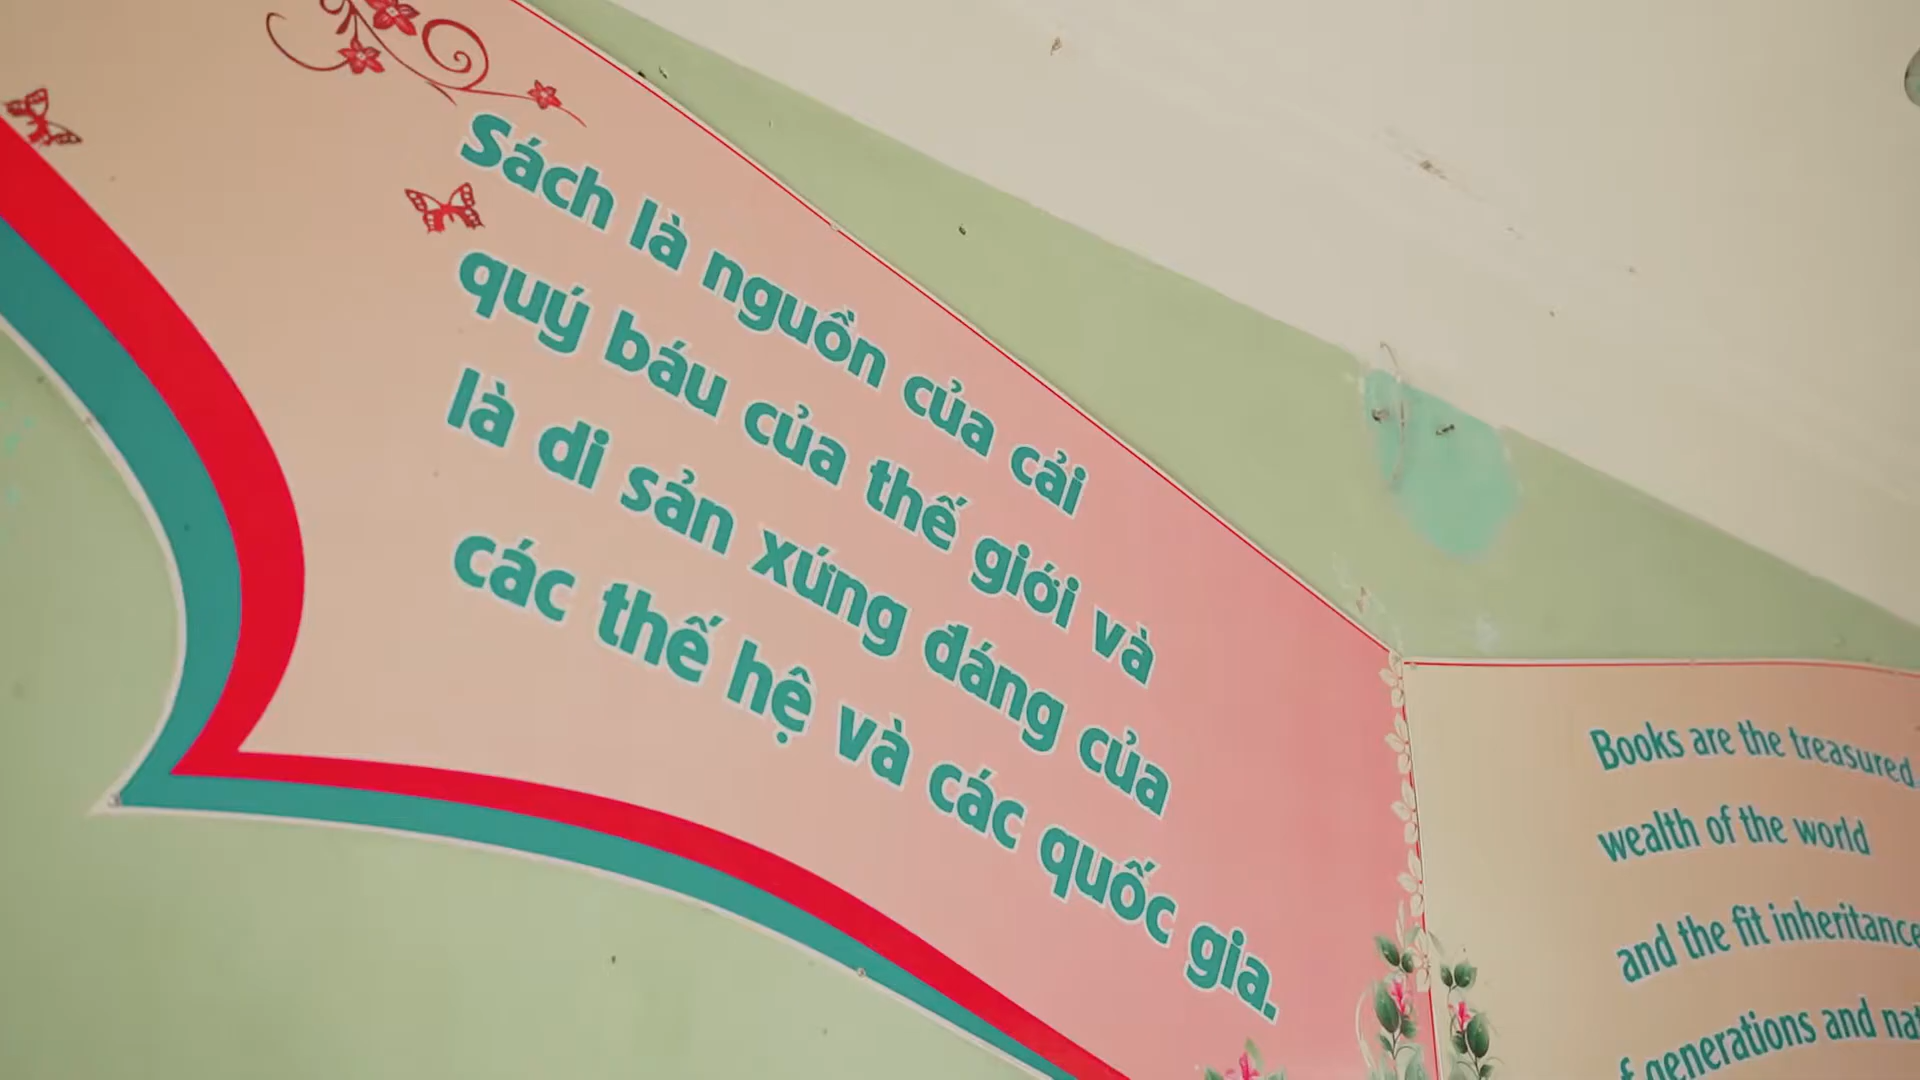 Sách là nguồn của cải
quý báu của thế giới và
là di sản xứng đáng của
các thế hệ và các quốc gia.
Books are the treasured
wealth of the world
and the fit inheritance
generations and